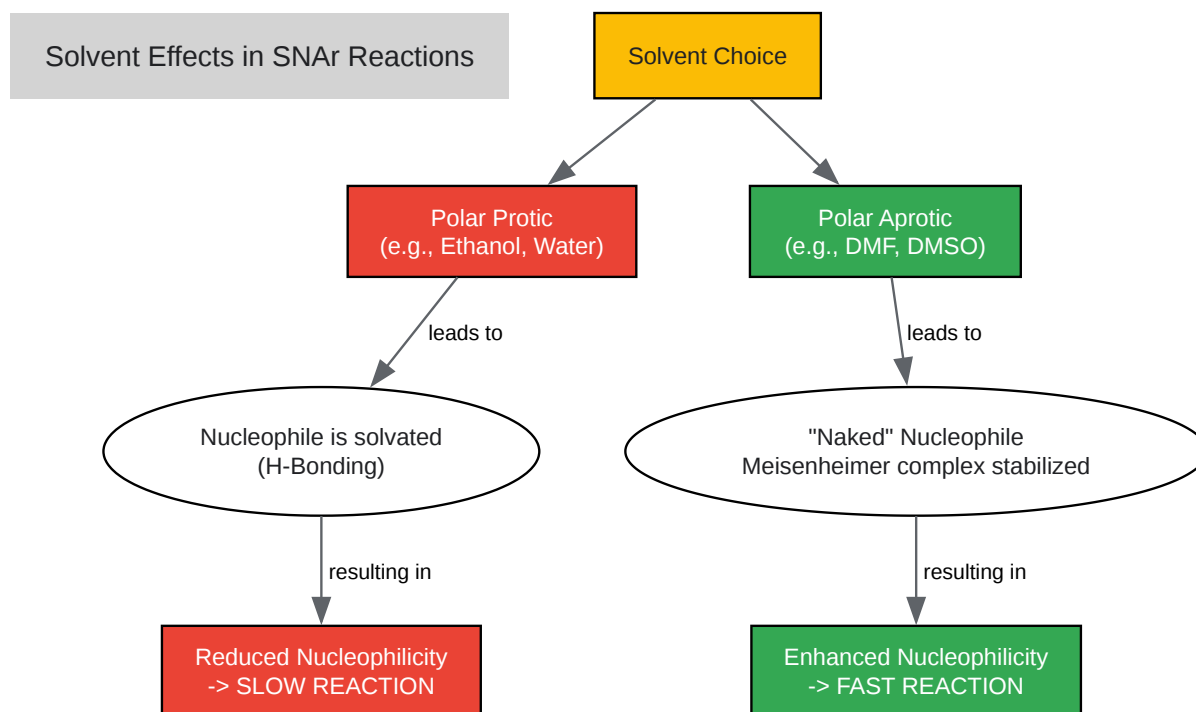 Solvent Effects in SNAr Reactions
Solvent Choice
Polar Protic
(e.g., Ethanol, Water)
Polar Aprotic
(e.g., DMF, DMSO)
leads to
leads to
Nucleophile is solvated
(H-Bonding)
"Naked" Nucleophile
Meisenheimer complex stabilized
resulting in
resulting in
Reduced Nucleophilicity
-> SLOW REACTION
Enhanced Nucleophilicity
-> FAST REACTION